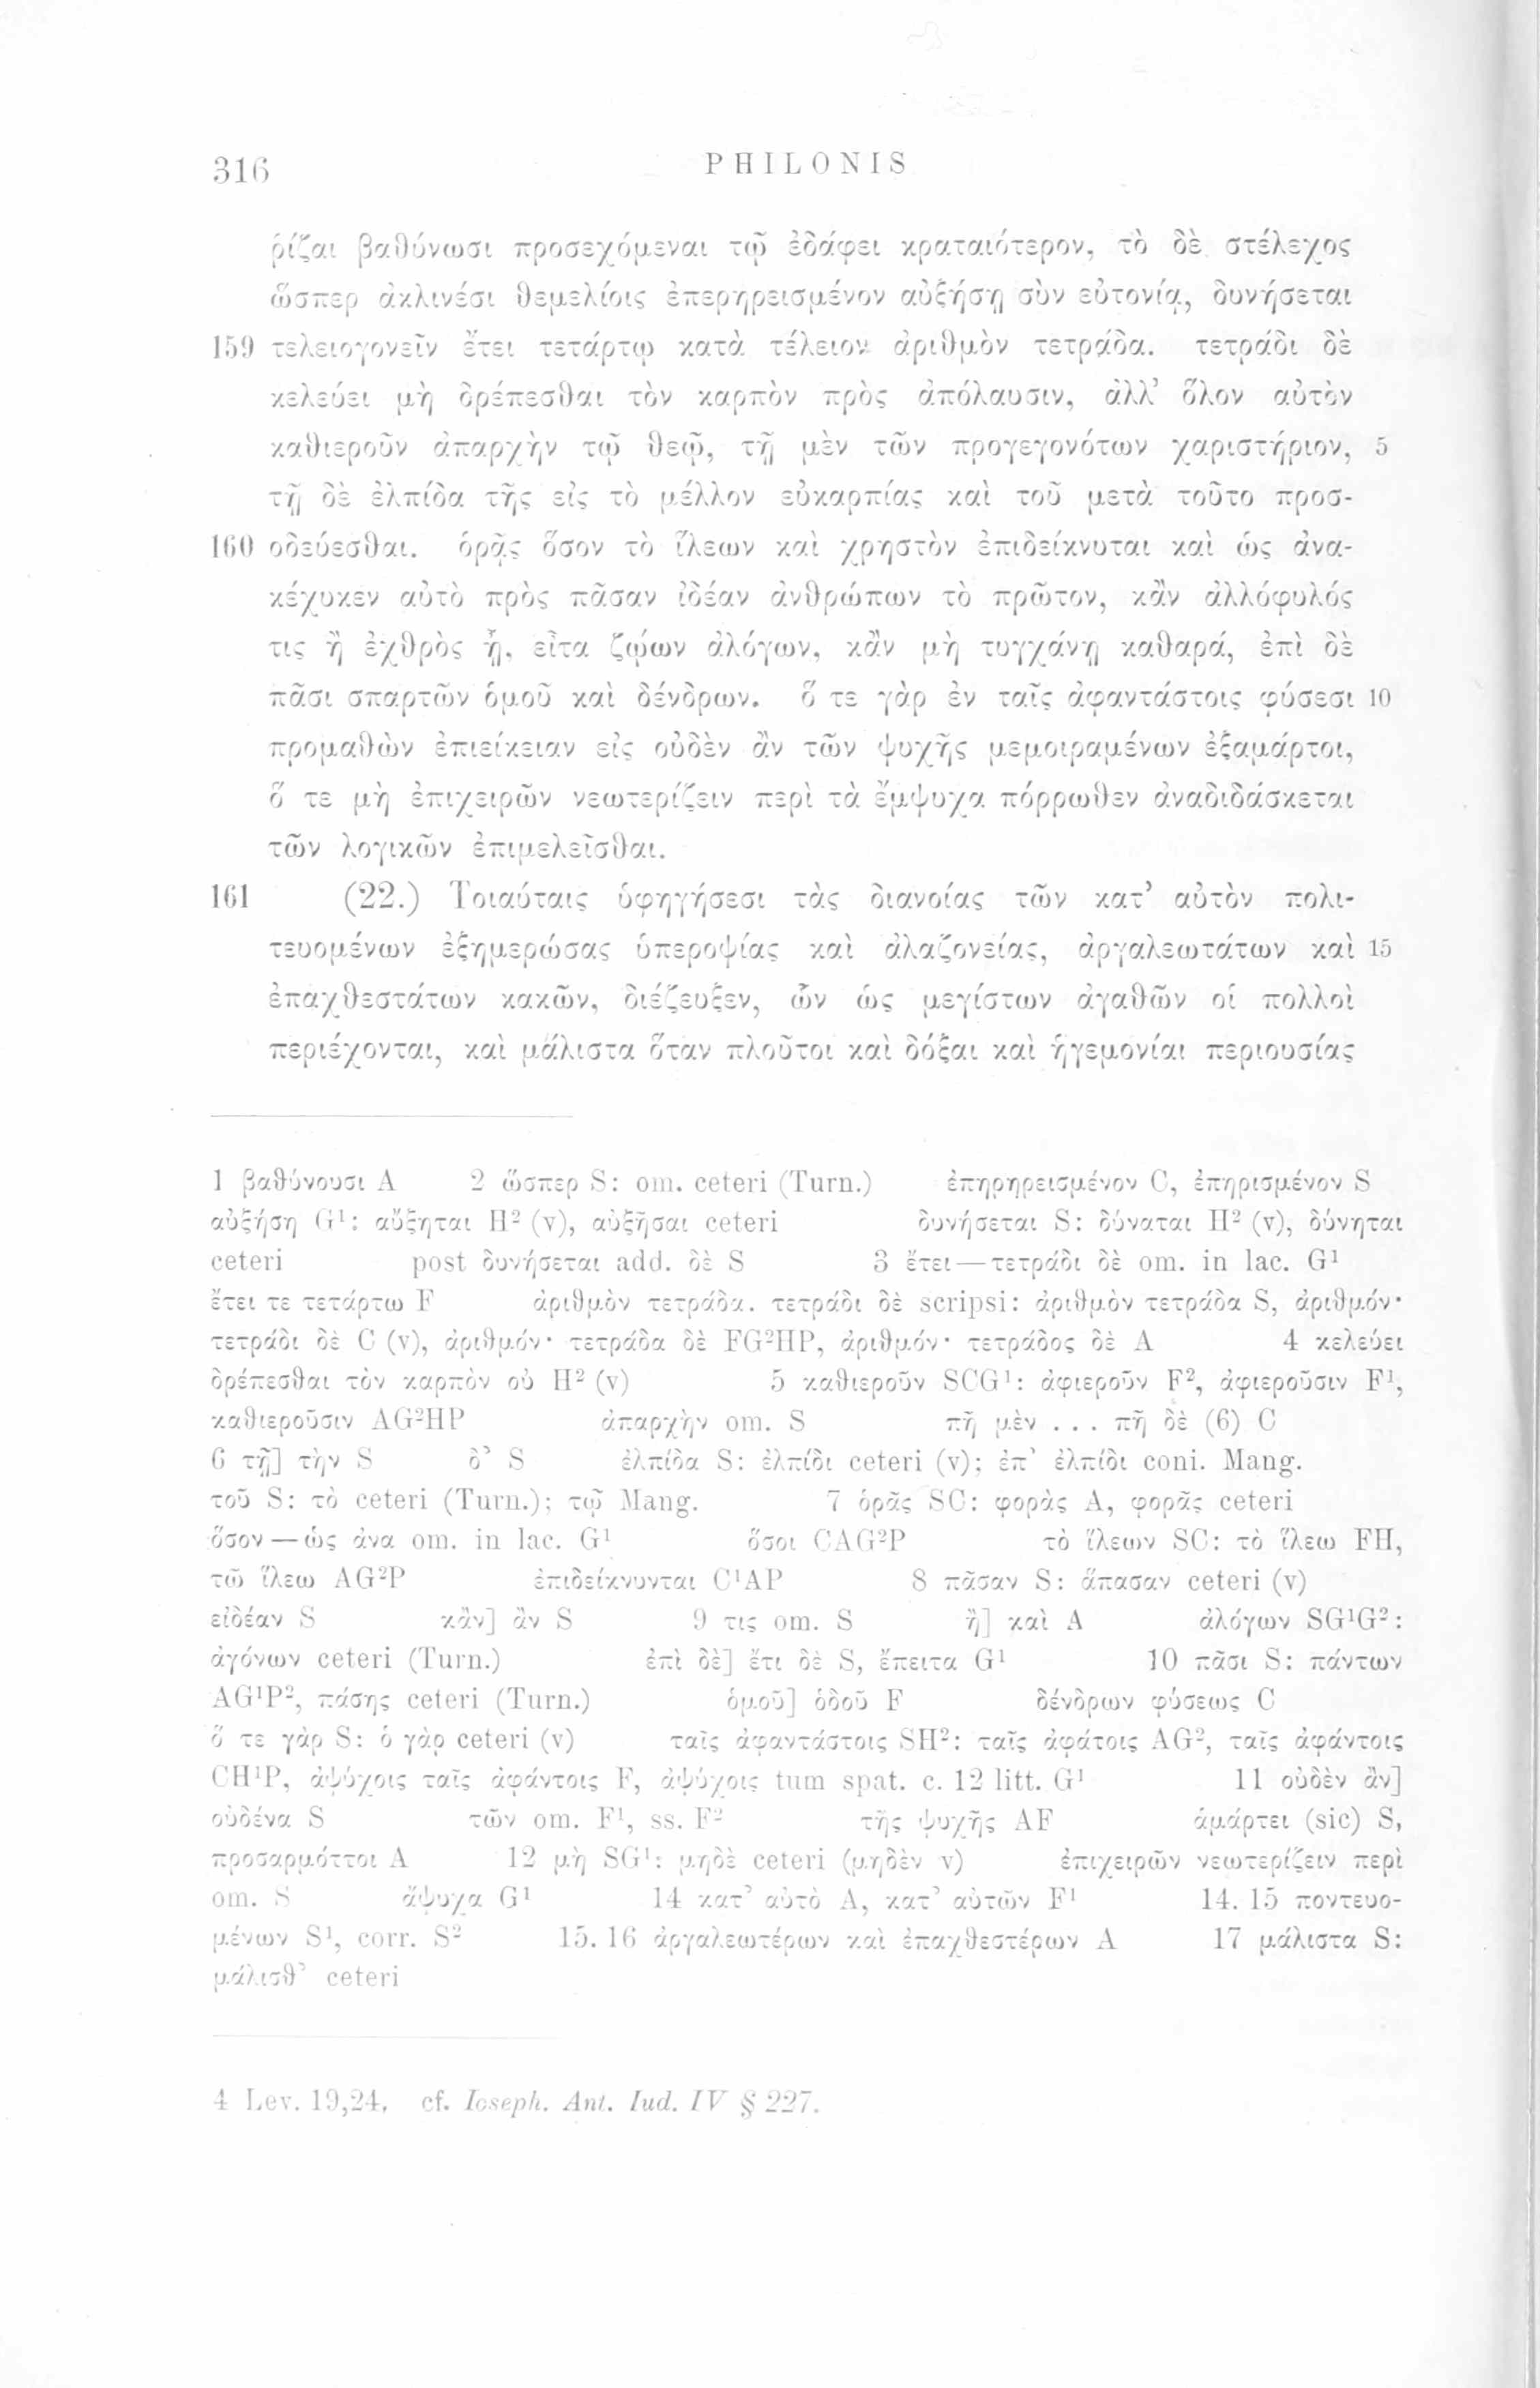 316
PHILONIS
ῥίζαι βαθύνωσι προσεχόμεναι τῷ ἐδάφει κραταιότερον, τὸ δὲ στέλεχος
ὥσπερ ἀκλινέσι θεμελίοις ἐπερηρεισμένον αὐξήσῃ σὺν εὐτονίᾳ, δυνήσεται
159 τελειογονεῖν ἔτει τετάρτῳ κατὰ τέλειον ἀριθμὸν τετράδα. τετράδι δὲ
κελεύει μὴ δρέπεσθαι τὸν καρπὸν πρὸς ἀπόλαυσιν, ἀλλ’ ὅλον αὐτὸν
καθιεροῦν ἀπαρχὴν τῷ θεῷ, τῇ μὲν τῶν προγεγονότων χαριστήριον, 5
τῇ δὲ ἐλπίδα τῆς εἰς τὸ μέλλον εὐκαρπίας καὶ τοῦ μετὰ τοῦτο προσ-
160 οδεύεσθαι. ὁρᾷς ὅσον τὸ ἵλεων καὶ χρηστὸν ἐπιδείκνυται καὶ ὡς ἀνα-
κέχυκεν αὐτὸ πρὸς πᾶσαν ἰδέαν ἀνθρώπων τὸ πρῶτον, κἂν ἀλλόφυλός
τις ἢ ἐχθρὸς ᾖ, εἶτα ζῴων ἀλόγων, κἂν μὴ τυγχάνῃ καθαρά, ἐπὶ δὲ
πᾶσι σπαρτῶν ὁμοῦ καὶ δένδρων. ὅ τε γὰρ ἐν ταῖς ἀφαντάστοις φύσεσι 10
προμαθὼν ἐπιείκειαν εἰς οὐδὲν ἂν τῶν ψυχῆς μεμοιραμένων ἐξαμάρτοι,
ὅ τε μὴ ἐπιχειρῶν νεωτερίζειν περὶ τὰ ἔμψυχα πόρρωθεν ἀναδιδάσκεται
τῶν λογικῶν ἐπιμελεῖσθαι.
161 (22.) Τοιαύταις ὑφηγήσεσι τὰς διανοίας τῶν κατ’ αὐτὸν πολι-
τευομένων ἐξημερώσας ὑπεροψίας καὶ ἀλαζονείας, ἀργαλεωτάτων καὶ 15
ἐπαχθεστάτων κακῶν, διέζευξεν, ὧν ὡς μεγίστων ἀγαθῶν οἱ πολλοὶ
περιέχονται, καὶ μάλιστα ὅταν πλοῦτοι καὶ δόξαι καὶ ἡγεμονίαι περιουσίας
1 βαθύνουσι A 2 ὥσπερ S: om. ceteri (Turn.) ἐπηρηρεισμένον C, ἐπηρισμένον S
αὐξήσῃ G¹: αὔξηται H² (v), αὐξῆσαι ceteri δυνήσεται S: δύναται H² (v), δύνηται
ceteri post δυνήσεται add. δὲ S 3 ἔτει — τετράδι δὲ om. in lac. G¹
ἔτει τε τετάρτω F ἀριθμὸν τετράδα. τετράδι δὲ scripsi: ἀριθμὸν τετράδα S, ἀριθμόν·
τετράδι δὲ C (v), ἀριθμόν· τετράδα δὲ FG²HP, ἀριθμόν· τετράδος δὲ A 4 κελεύει
δρέπεσθαι τὸν καρπὸν οὐ H² (v) 5 καθιεροῦν SCG¹: ἀφιεροῦν F², ἀφιεροῦσιν F¹,
καθιεροῦσιν AG²HP ἀπαρχὴν om. S πῆ μὲν ... πῆ δὲ (6) C
6 τῇ] τὴν S δ’ S ἐλπίδα S: ἐλπίδι ceteri (v); ἐπ’ ἐλπίδι coni. Mang.
τοῦ S: τὸ ceteri (Turn.); τῷ Mang. 7 ὁρᾷς SC: φορὰς A, φορᾶς ceteri
ὅσον — ὡς ἀνα om. in lac. G¹ ὅσοι CAG²P τὸ ἵλεων SC: τὸ ἵλεω FH,
τῶ ἵλεω AG²P ἐπιδείκνυνται C¹AP 8 πᾶσαν S: ἅπασαν ceteri (v)
εἰδέαν S κἂν] ἂν S 9 τις om. S ἢ] καὶ A ἀλόγων SG¹G²:
ἀγόνων ceteri (Turn.) ἐπὶ δὲ] ἔτι δὲ S, ἔπειτα G¹ 10 πᾶσι S: πάντων
AG¹P², πάσης ceteri (Turn.) ὁμοῦ] ὁδοῦ F δένδρων φύσεως C
ὅ τε γὰρ S: ὁ γὰρ ceteri (v) ταῖς ἀφαντάστοις SH²: ταῖς ἀφάτοις AG², ταῖς ἀφάντοις
CH¹P, ἀψύχοις ταῖς ἀφάντοις F, ἀψύχοις tum spat. c. 12 litt. G¹ 11 οὐδὲν ἂν]
οὐδένα S τῶν om. F¹, ss. F² τῆς ψυχῆς AF ἁμάρτει (sic) S,
προσαρμόττοι A 12 μὴ SG¹: μηδὲ ceteri (μηδὲν v) ἐπιχειρῶν νεωτερίζειν περὶ
om. S ἄψυχα G¹ 14 κατ’ αὐτὸ A, κατ’ αὐτῶν F¹ 14. 15 ποντευο-
μένων S¹, corr. S² 15. 16 ἀργαλεωτέρων καὶ ἐπαχθεστέρων A 17 μάλιστα S:
μάλισθ’ ceteri
4 Lev. 19,24, cf. Ioseph. Ant. Iud. IV § 227.